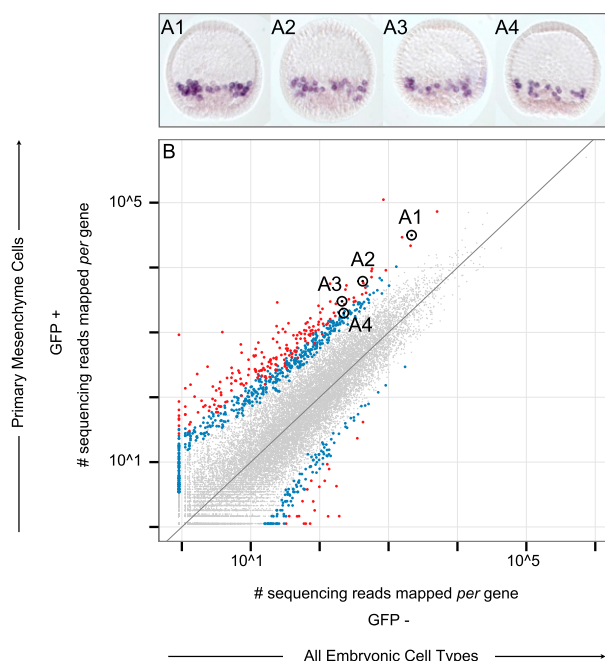 A1 A2 A3 A4
B
10^5
A1
A2
A3
A4
10^1
Primary Mesenchyme Cells
GFP +
# sequencing reads mapped per gene
10^1 10^5
# sequencing reads mapped per gene
GFP -
All Embryonic Cell Types